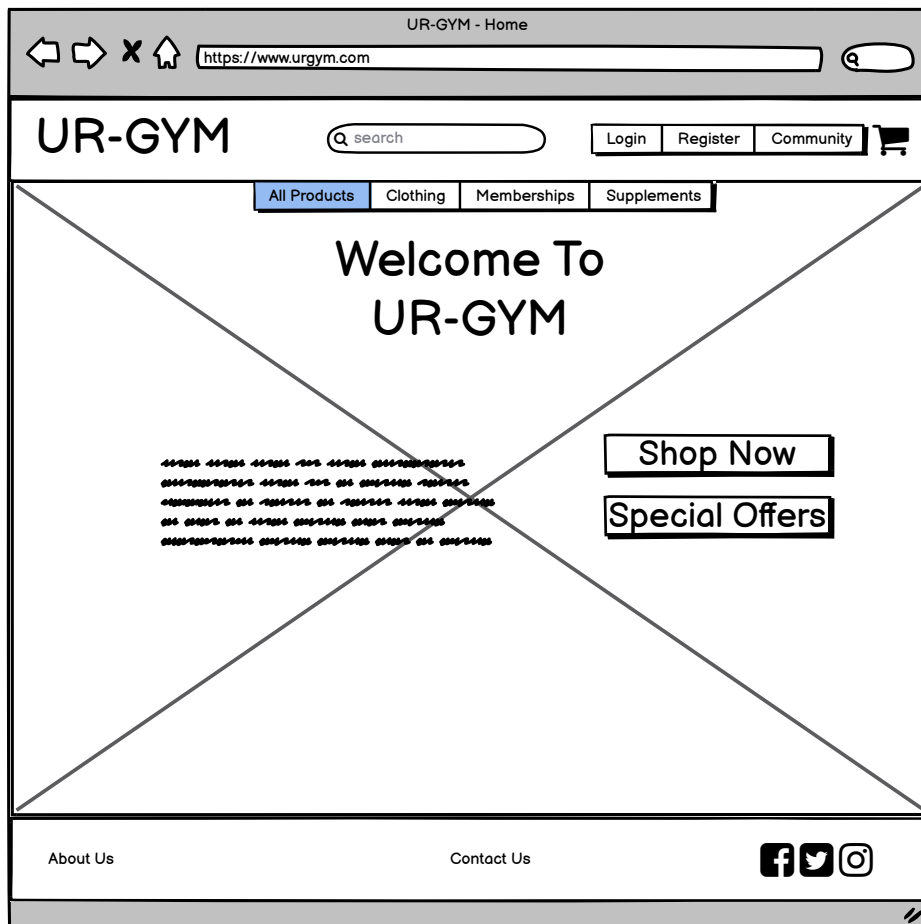 UR-GYM - Home
https://www.urgym.com
UR-GYM
search
Login Register Community
All Products Clothing Memberships Supplements
Welcome To
UR-GYM
Shop Now
Special Offers
About Us Contact Us